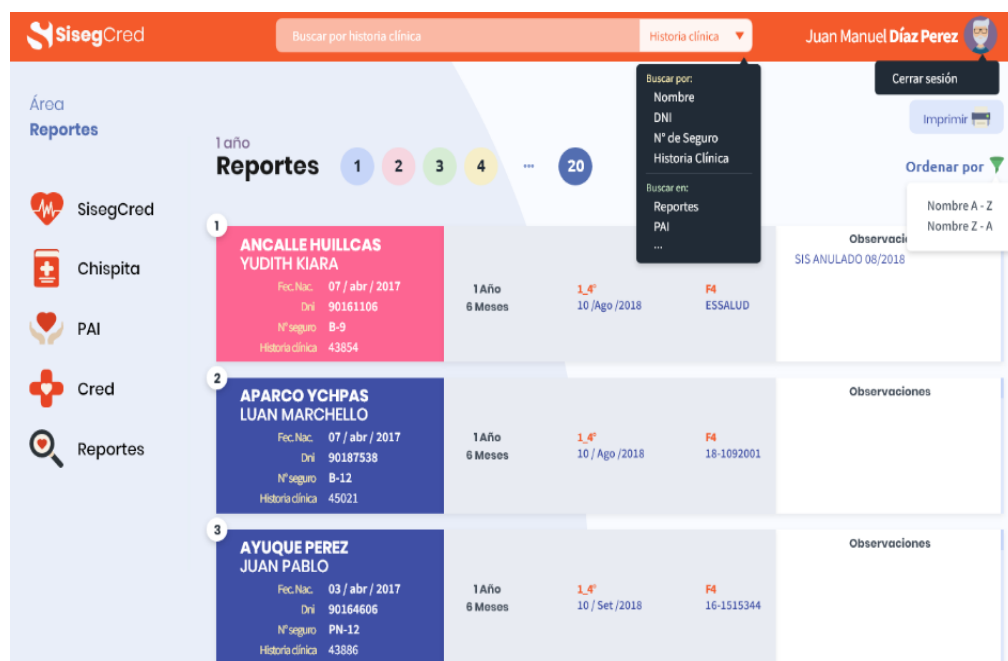 SisegCred
Buscar por historia clínica
Historia clínica
Juan Manuel Díaz Perez
Cerrar sesión
Buscar por:
Nombre
DNI
N° de Seguro
Historia Clínica
Buscar en:
Reportes
PAI
...
Área
Reportes
SisegCred
Chispita
PAI
Cred
Reportes
1 año
Reportes 1 2 3 4 ... 20
Imprimir
Ordenar por
Nombre A - Z
Nombre Z - A
1
ANCALLE HUILLCAS
YUDITH KIARA
Fec. Nac. 07 / abr / 2017
Dni 90161106
N° seguro B-9
Historia clínica 43854
1 Año
6 Meses
1_4°
10 /Ago /2018
F4
ESSALUD
SIS ANULADO 08/2018
2
APARCO YCHPAS
LUAN MARCHELLO
Fec. Nac. 07 / abr / 2017
Dni 90187538
N° seguro B-12
Historia clínica 45021
1 Año
6 Meses
1_4°
10 / Ago /2018
F4
18-1092001
Observaciones
3
AYUQUE PEREZ
JUAN PABLO
Fec. Nac. 03 / abr / 2017
Dni 90164606
N° seguro PN-12
Historia clínica 43886
1 Año
6 Meses
1_4°
10 / Set /2018
F4
16-1515344
Observaciones